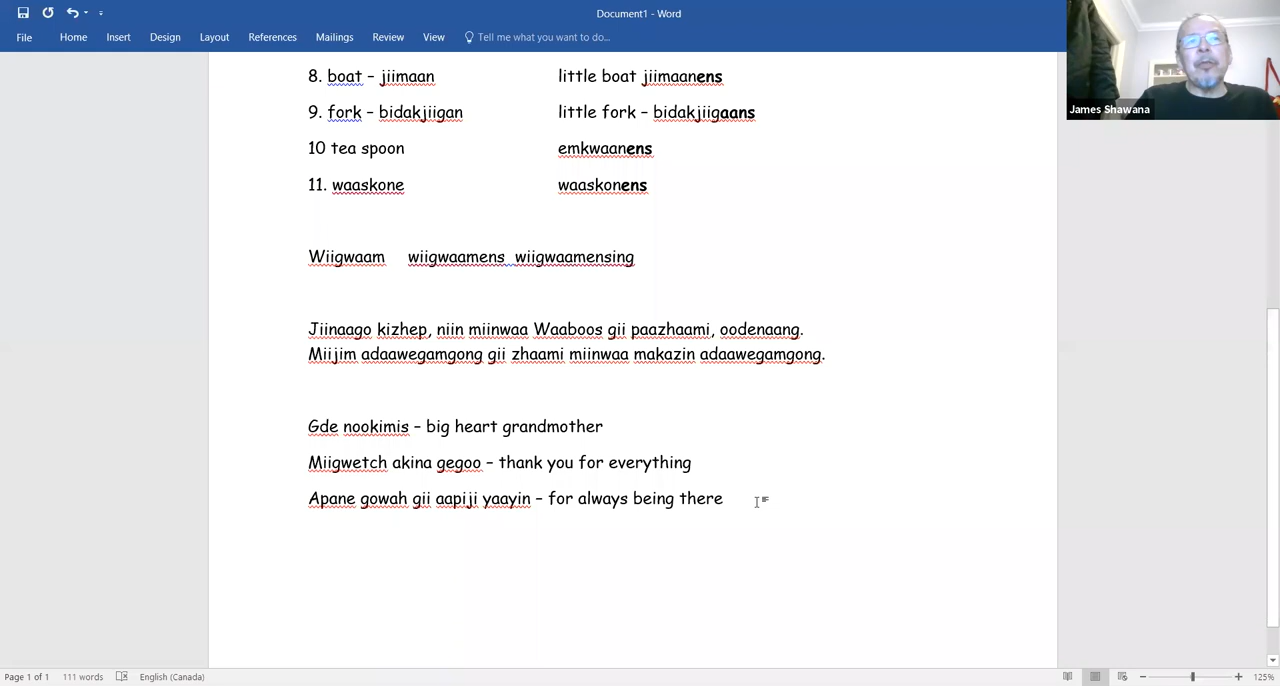 Document1 - Word
File Home Insert Design Layout References Mailings Review View Tell me what you want to do...
James Shawana
8. boat – jiimaan little boat jiimaanens
9. fork – bidakjiigan little fork – bidakjiigaans
10 tea spoon emkwaanens
11. waaskone waaskonens
Wiigwaam wiigwaamens wiigwaamensing
Jiinaago kizhep, niin miinwaa Waaboos gii paazhaami, oodenaang.
Miijim adaawegamgong gii zhaami miinwaa makazin adaawegamgong.
Gde nookimis – big heart grandmother
Miigwetch akina gegoo – thank you for everything
Apane gowah gii aapiji yaayin – for always being there
Page 1 of 1 111 words English (Canada) 125%